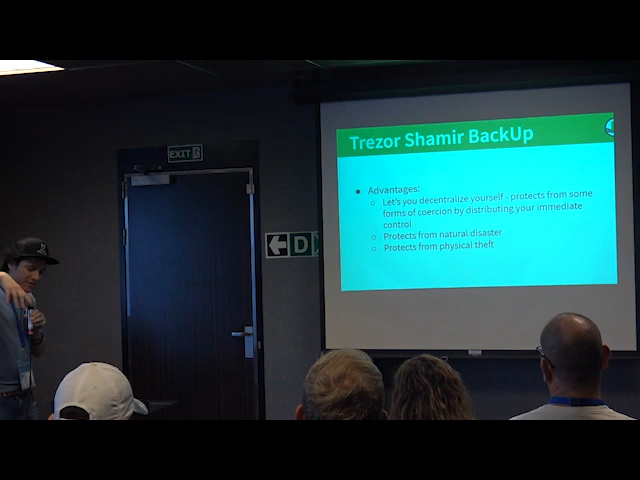 Trezor Shamir BackUp
EXIT
Advantages:
Let's you decentralize yourself - protects from some
forms of coercion by distributing your immediate
control
Protects from natural disaster
Protects from physical theft
D